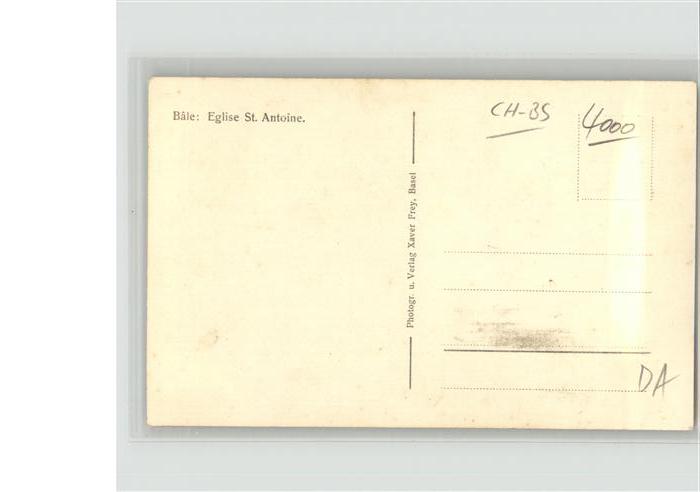 Bâle: Eglise St. Antoine.
Photogr. u. Verlag Xaver Frey, Basel
CH-BS
4000
DA